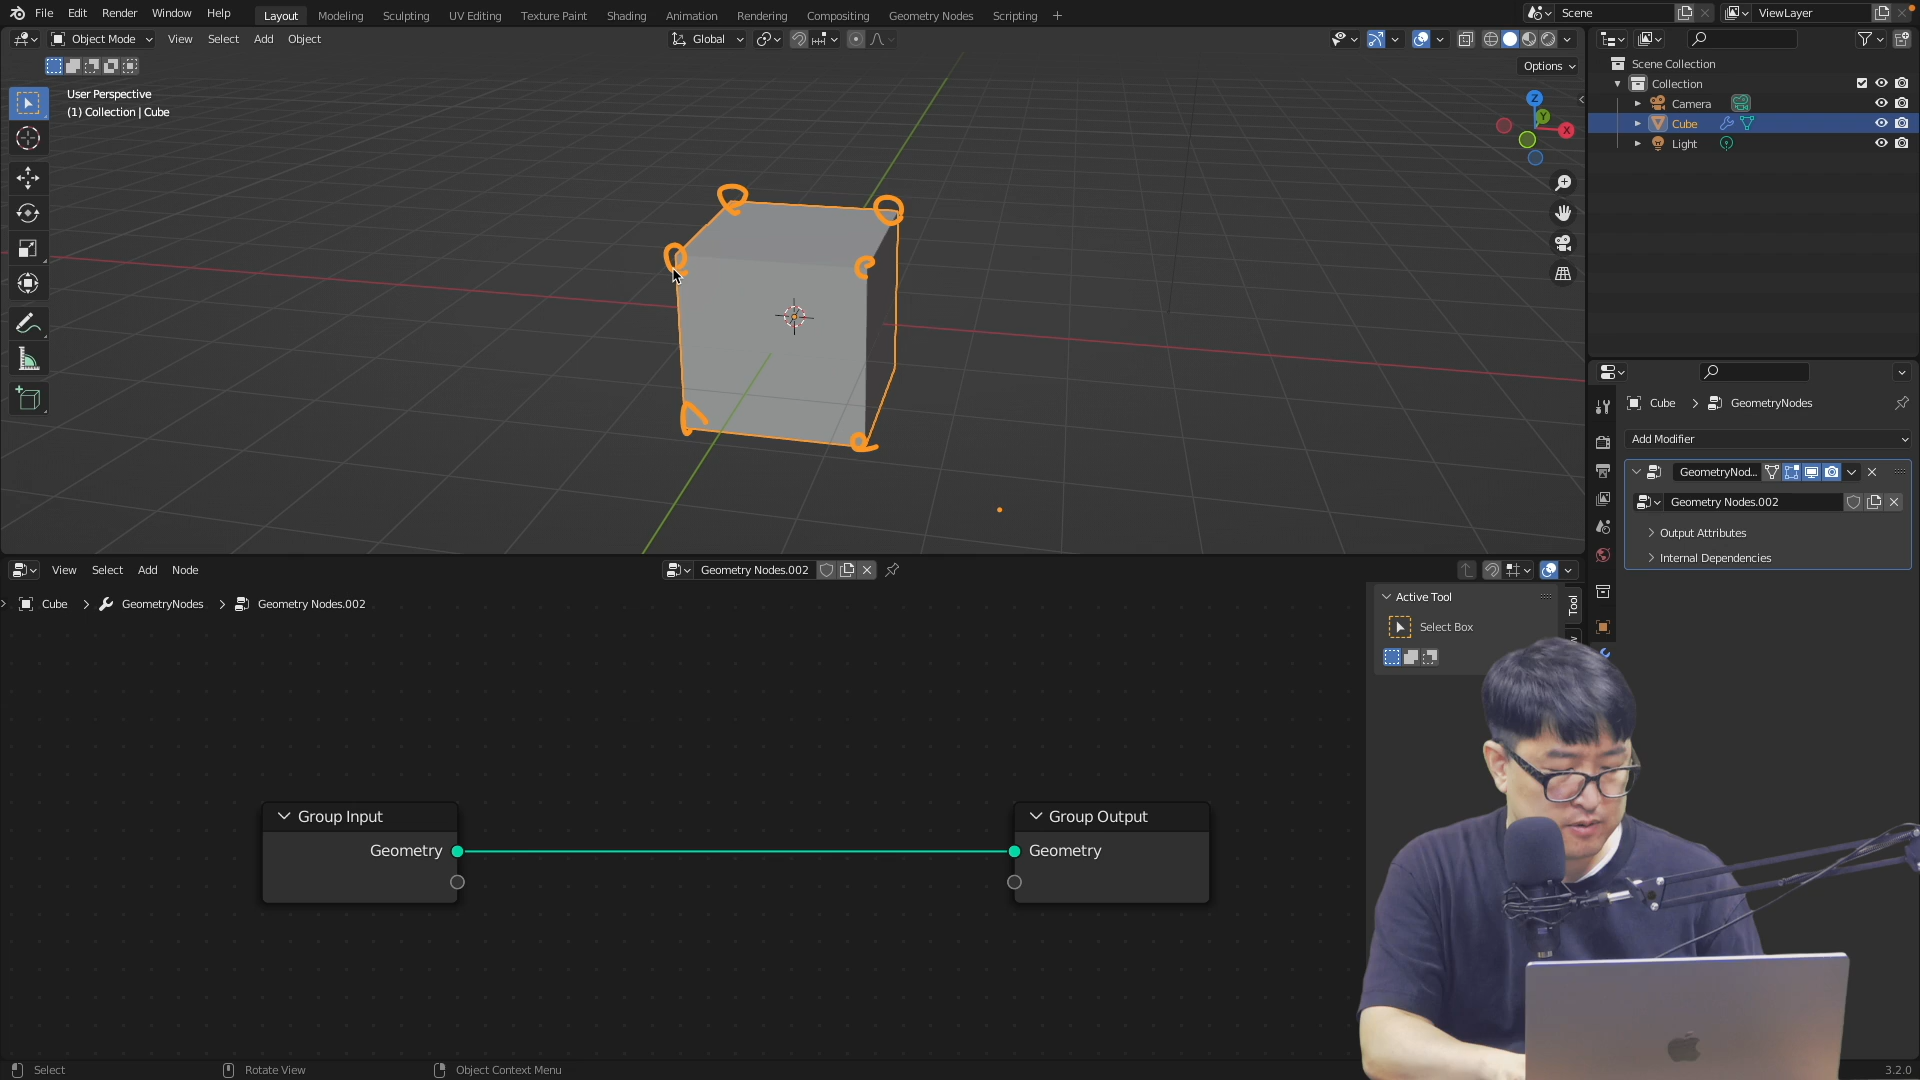 File Edit Render Window Help Layout Modeling Sculpting UV Editing Texture Paint Shading Animation Rendering Compositing Geometry Nodes Scripting Scene ViewLayer
Object Mode View Select Add Object Global
Options
User Perspective
(1) Collection | Cube
Z
Y
X
Scene Collection
Collection
Camera
Cube
Light
Cube GeometryNodes
Add Modifier
GeometryNod...
Geometry Nodes.002
Output Attributes
Internal Dependencies
View Select Add Node Geometry Nodes.002
Cube GeometryNodes Geometry Nodes.002
Active Tool
Tool
Select Box
Group Input
Geometry
Group Output
Geometry
Select Rotate View Object Context Menu 3.2.0